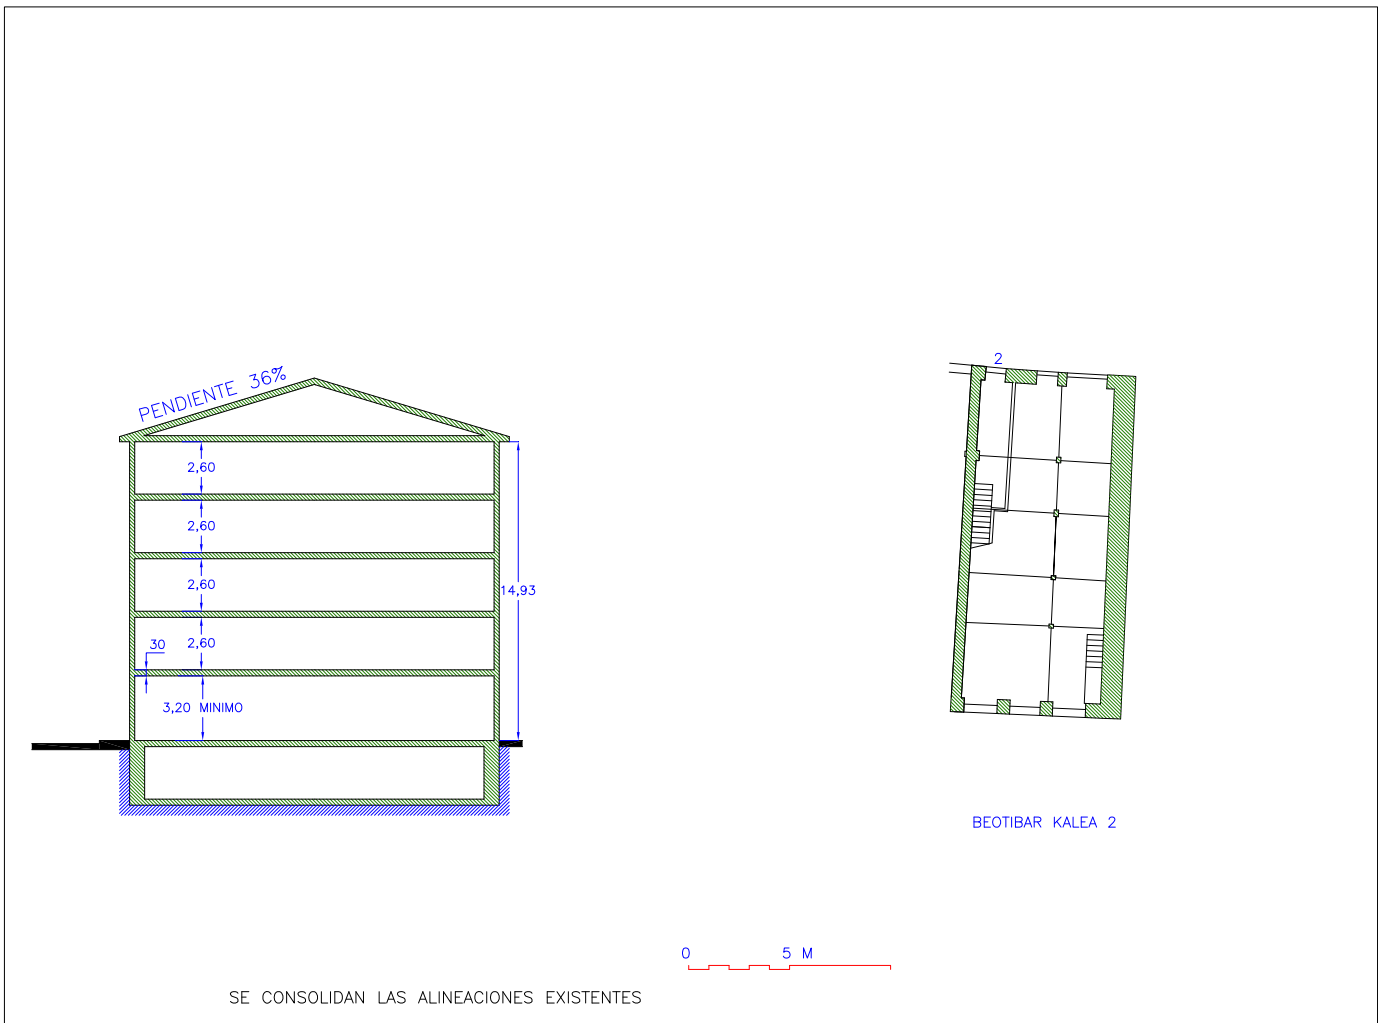 PENDIENTE 36%
2,60
2,60
2,60
14,93
30
2,60
3,20 MINIMO
2
BEOTIBAR KALEA 2
0 5 M
SE CONSOLIDAN LAS ALINEACIONES EXISTENTES